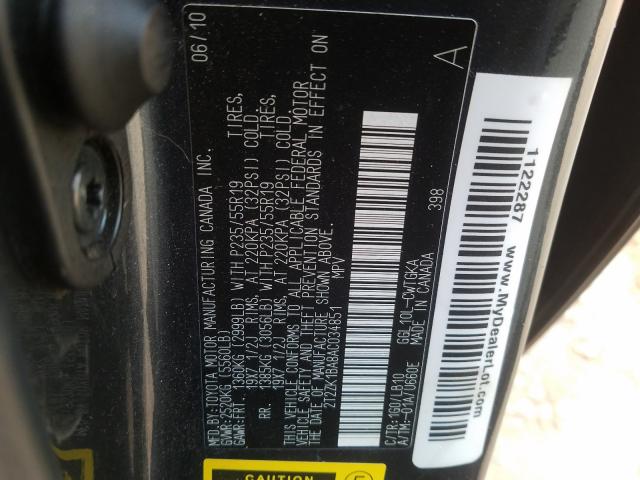 MFD BY:TOYOTA MOTOR MANUFACTURING CANADA INC. 06/10
GVWR:2520KG (5560LB)
GAWR:FRT. 1360KG (2999LB) WITH P235/55R19 TIRES,
19X7 1/2J RIMS, AT 220KPA (32PSI) COLD
RR. 1385KG (3056LB) WITH P235/55R19 TIRES,
19X7 1/2J RIMS, AT 220KPA (32PSI) COLD.
THIS VEHICLE CONFORMS TO ALL APPLICABLE FEDERAL MOTOR
VEHICLE SAFETY AND THEFT PREVENTION STANDARDS IN EFFECT ON
THE DATE OF MANUFACTURE SHOWN ABOVE.
2T2ZK1BA8AC034851 MPV
A
398
C/TR:1G0/LB10 GGL10L-CWTGKA
A/TM:-01A/U660E MADE IN CANADA
1122287
www.MyDealerLot.com
CAUTION